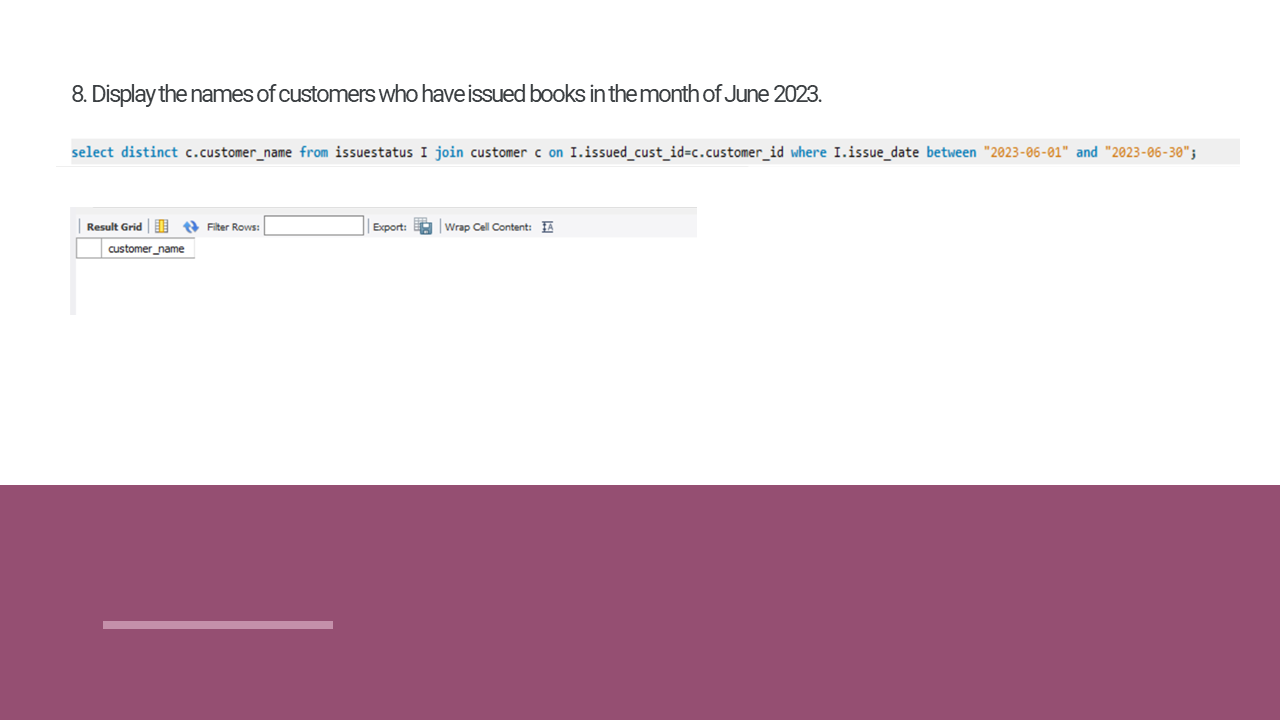 8. Display the names of customers who have issued books in the month of June 2023.
select distinct c.customer_name from issuestatus I join customer c on I.issued_cust_id=c.customer_id where I.issue_date between "2023-06-01" and "2023-06-30";
Result Grid Filter Rows: Export: Wrap Cell Content:
customer_name